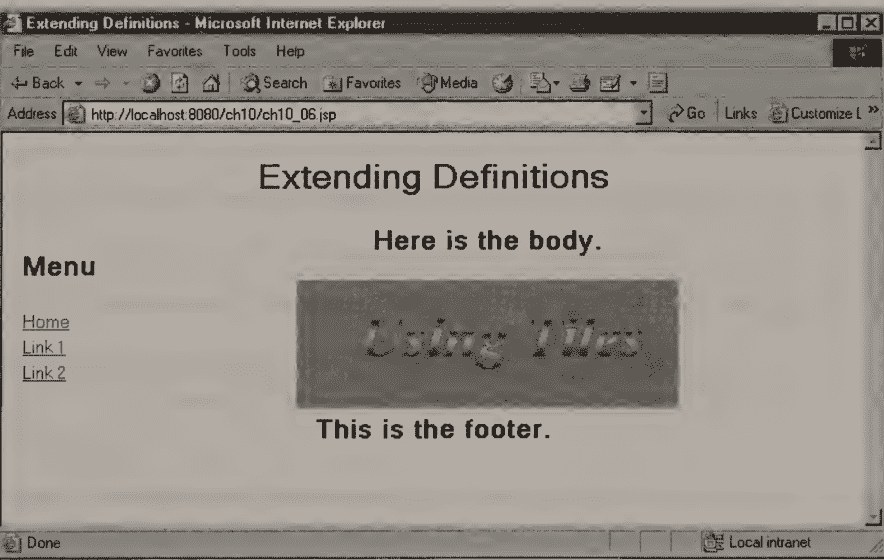 Extending Definitions - Microsoft Internet Explorer
File Edit View Favorites Tools Help
Back Search Favorites Media
Address http://localhost:8080/ch10/ch10_06.jsp Go Links Customize L »
Extending Definitions
Here is the body.
Menu
Home
Link 1
Link 2
Using Tiles
This is the footer.
Done Local intranet